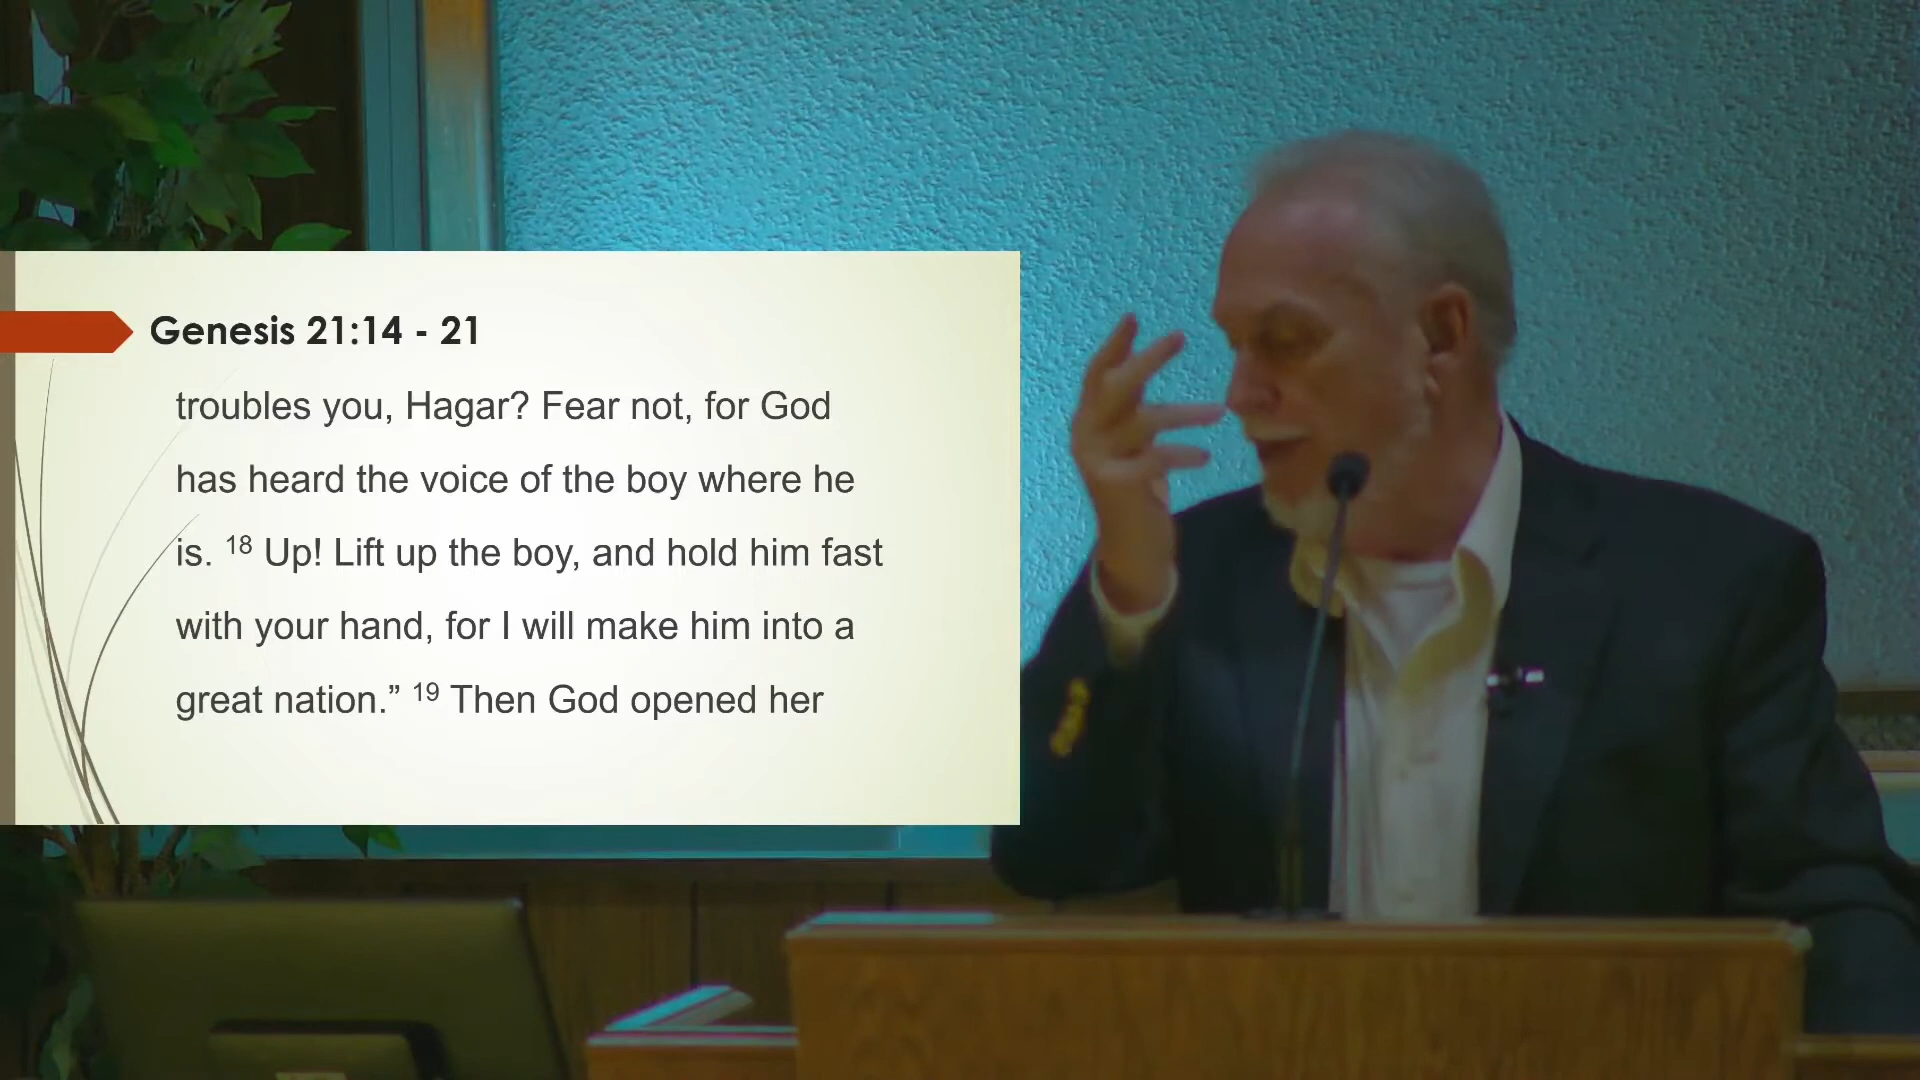 Genesis 21:14 - 21
troubles you, Hagar? Fear not, for God
has heard the voice of the boy where he
is. 18 Up! Lift up the boy, and hold him fast
with your hand, for I will make him into a
great nation.” 19 Then God opened her